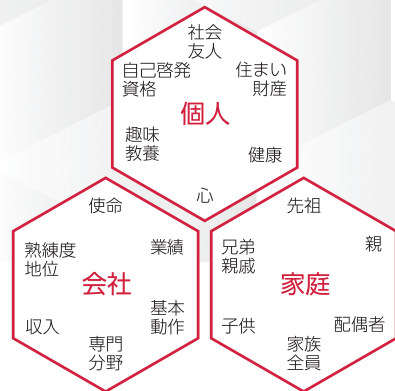 社会
友人
自己啓発
資格
住まい
財産
個人
趣味
教養
健康
心
使命
熟練度
地位
業績
会社
収入
基本
動作
専門
分野
先祖
兄弟
親戚
親
家庭
子供
配偶者
家族
全員